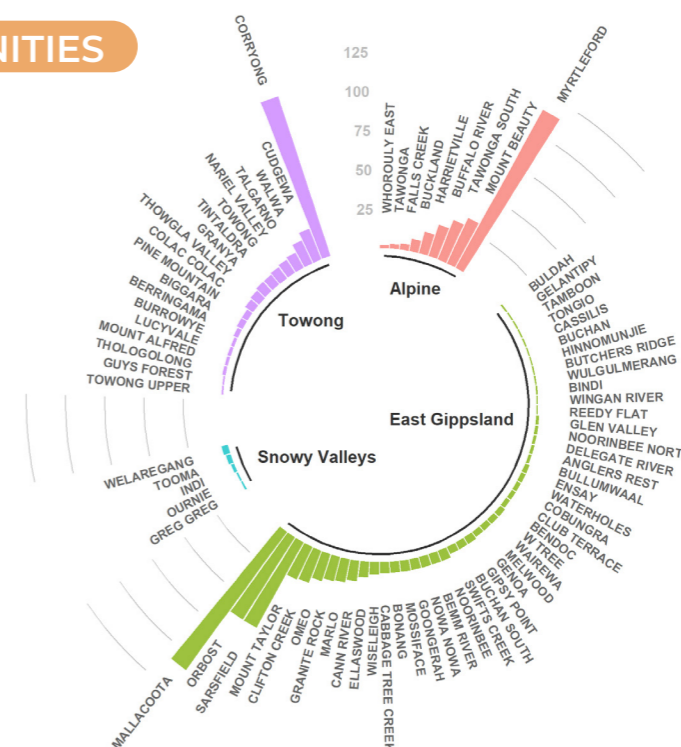 NITIES
125
100
75
50
25
WHOROULY EAST
TAWONGA
FALLS CREEK
BUCKLAND
HARRIETVILLE
BUFFALO RIVER
TAWONGA SOUTH
MOUNT BEAUTY
MYRTLEFORD
Alpine
BULDAH
GELANTIPY
TAMBOON
TONGIO
CASSILIS
BUCHAN
HINNOMUNJIE
BUTCHERS RIDGE
WULGULMERANG
BINDI
WINGAN RIVER
REEDY FLAT
GLEN VALLEY
NOORINBEE NORT
DELEGATE RIVER
ANGLERS REST
BULLUMWAAL
ENSAY
WATERHOLES
COBUNGRA
CLUB TERRACE
BENDOC
W TREE
WAIREWA
MELWOOD
GENOA
GIPSY POINT
BUCHAN SOUTH
SWIFTS CREEK
NOORINBEE
BEMM RIVER
NOWA NOWA
GOONGERAH
MOSSIFACE
BONANG
CABBAGE TREE CREEK
WISELEIGH
ELLASWOOD
CANN RIVER
MARLO
GRANITE ROCK
OMEO
CLIFTON CREEK
MOUNT TAYLOR
SARSFIELD
ORBOST
MALLACOOTA
East Gippsland
GREG GREG
OURNIE
INDI
TOOMA
WELAREGANG
Snowy Valleys
TOWONG UPPER
GUYS FOREST
THOLOGOLONG
MOUNT ALFRED
LUCYVALE
BURROWYE
BERRINGAMA
BIGGARA
PINE MOUNTAIN
COLAC COLAC
THOWGLA VALLEY
GRANYA
TINTALDRA
TOWONG
NARIEL VALLEY
TALGARNO
WALWA
CUDGEWA
CORRYONG
Towong